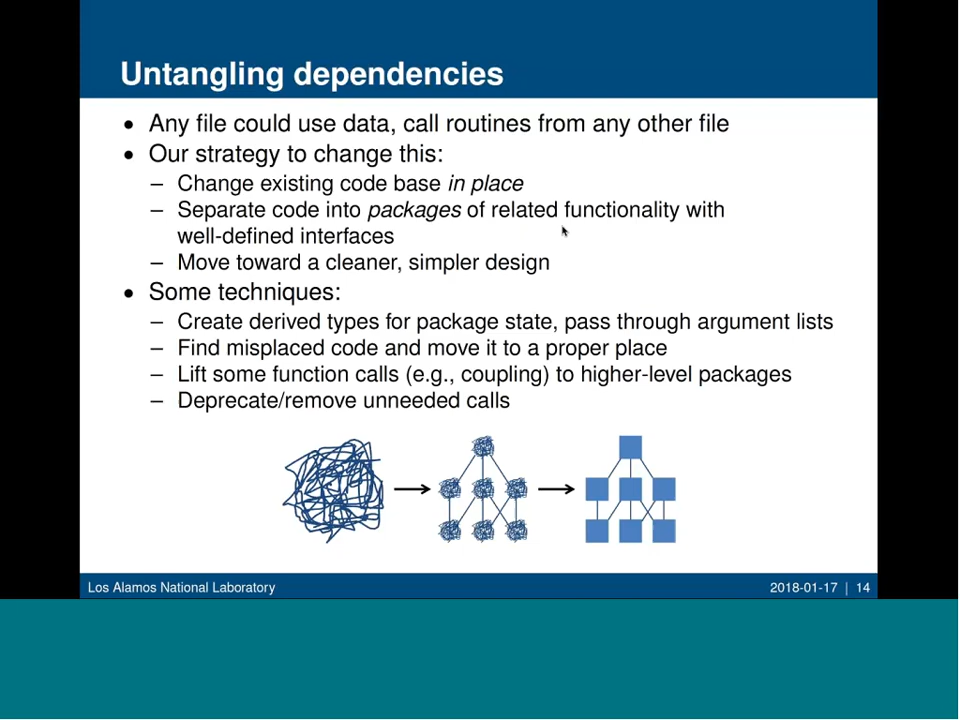 Untangling dependencies
• Any file could use data, call routines from any other file
• Our strategy to change this:
– Change existing code base in place
– Separate code into packages of related functionality with
well-defined interfaces
– Move toward a cleaner, simpler design
• Some techniques:
– Create derived types for package state, pass through argument lists
– Find misplaced code and move it to a proper place
– Lift some function calls (e.g., coupling) to higher-level packages
– Deprecate/remove unneeded calls
Los Alamos National Laboratory 2018-01-17 | 14